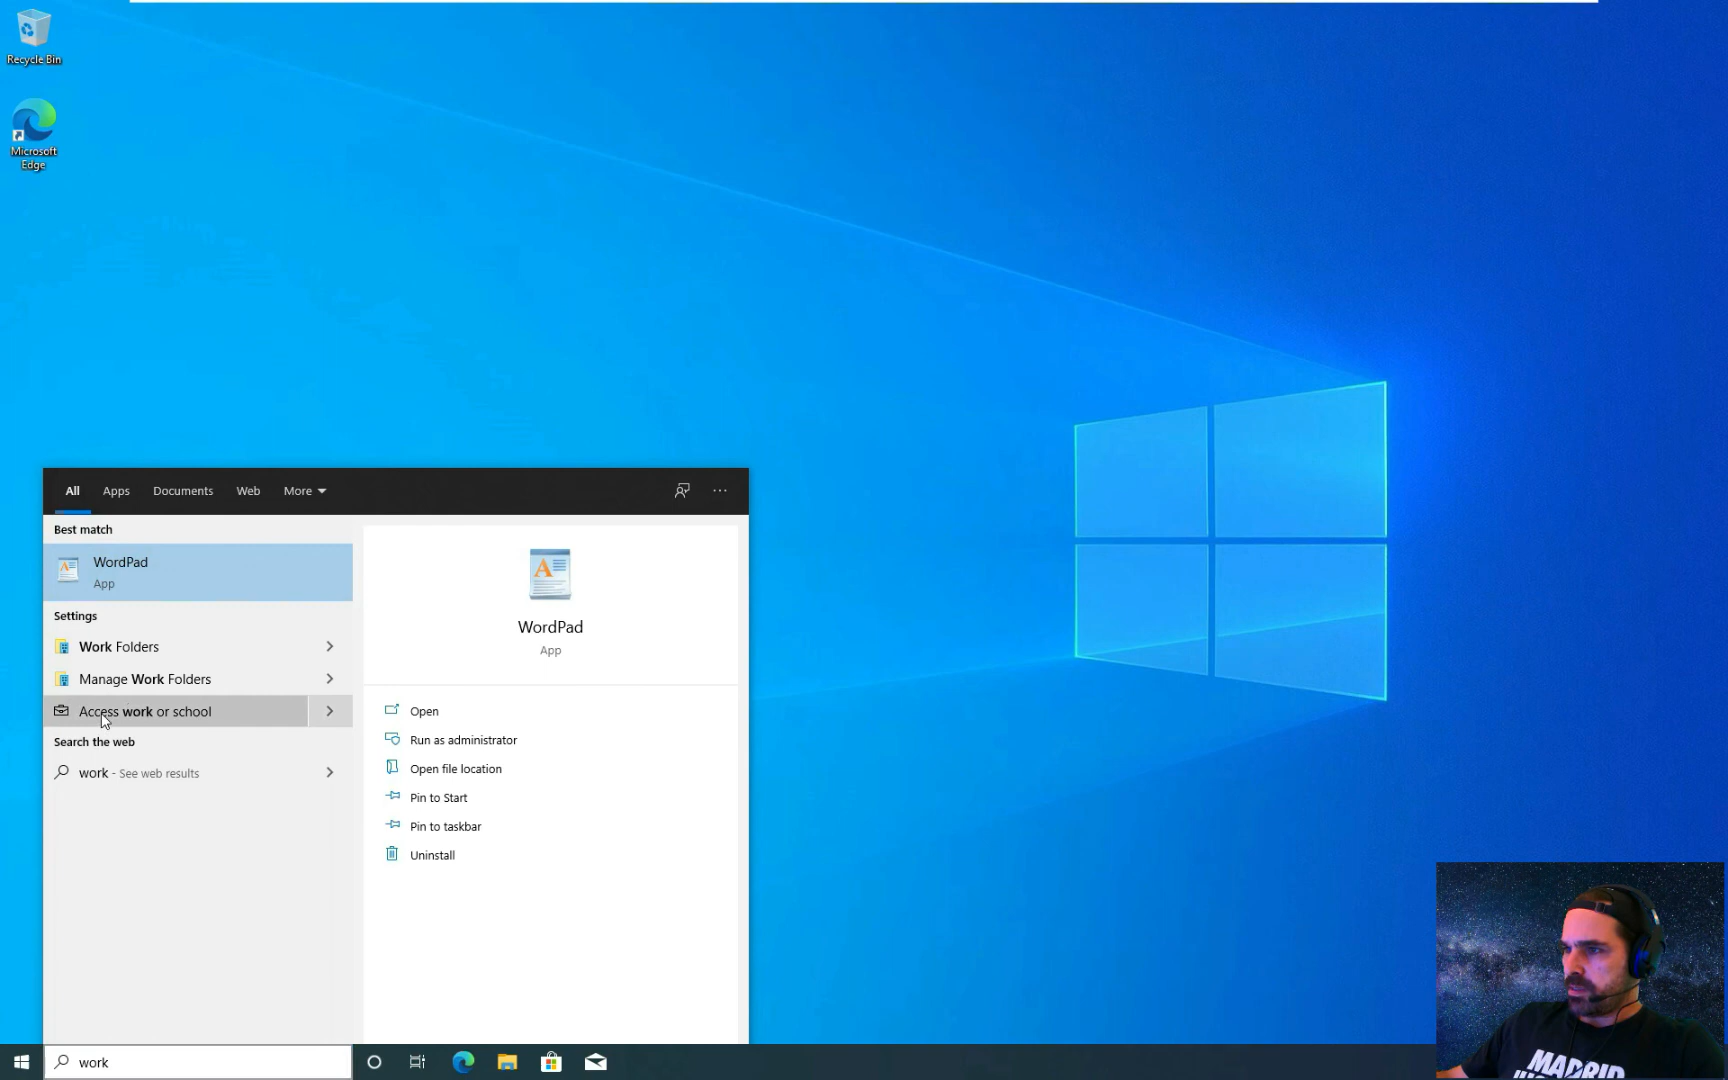 Recycle Bin
Microsoft
Edge
All
Apps
Documents
Web
More
Best match
WordPad
App
Settings
Work Folders
Manage Work Folders
Access work or school
Search the web
work - See web results
WordPad
App
Open
Run as administrator
Open file location
Pin to Start
Pin to taskbar
Uninstall
work
MADRID